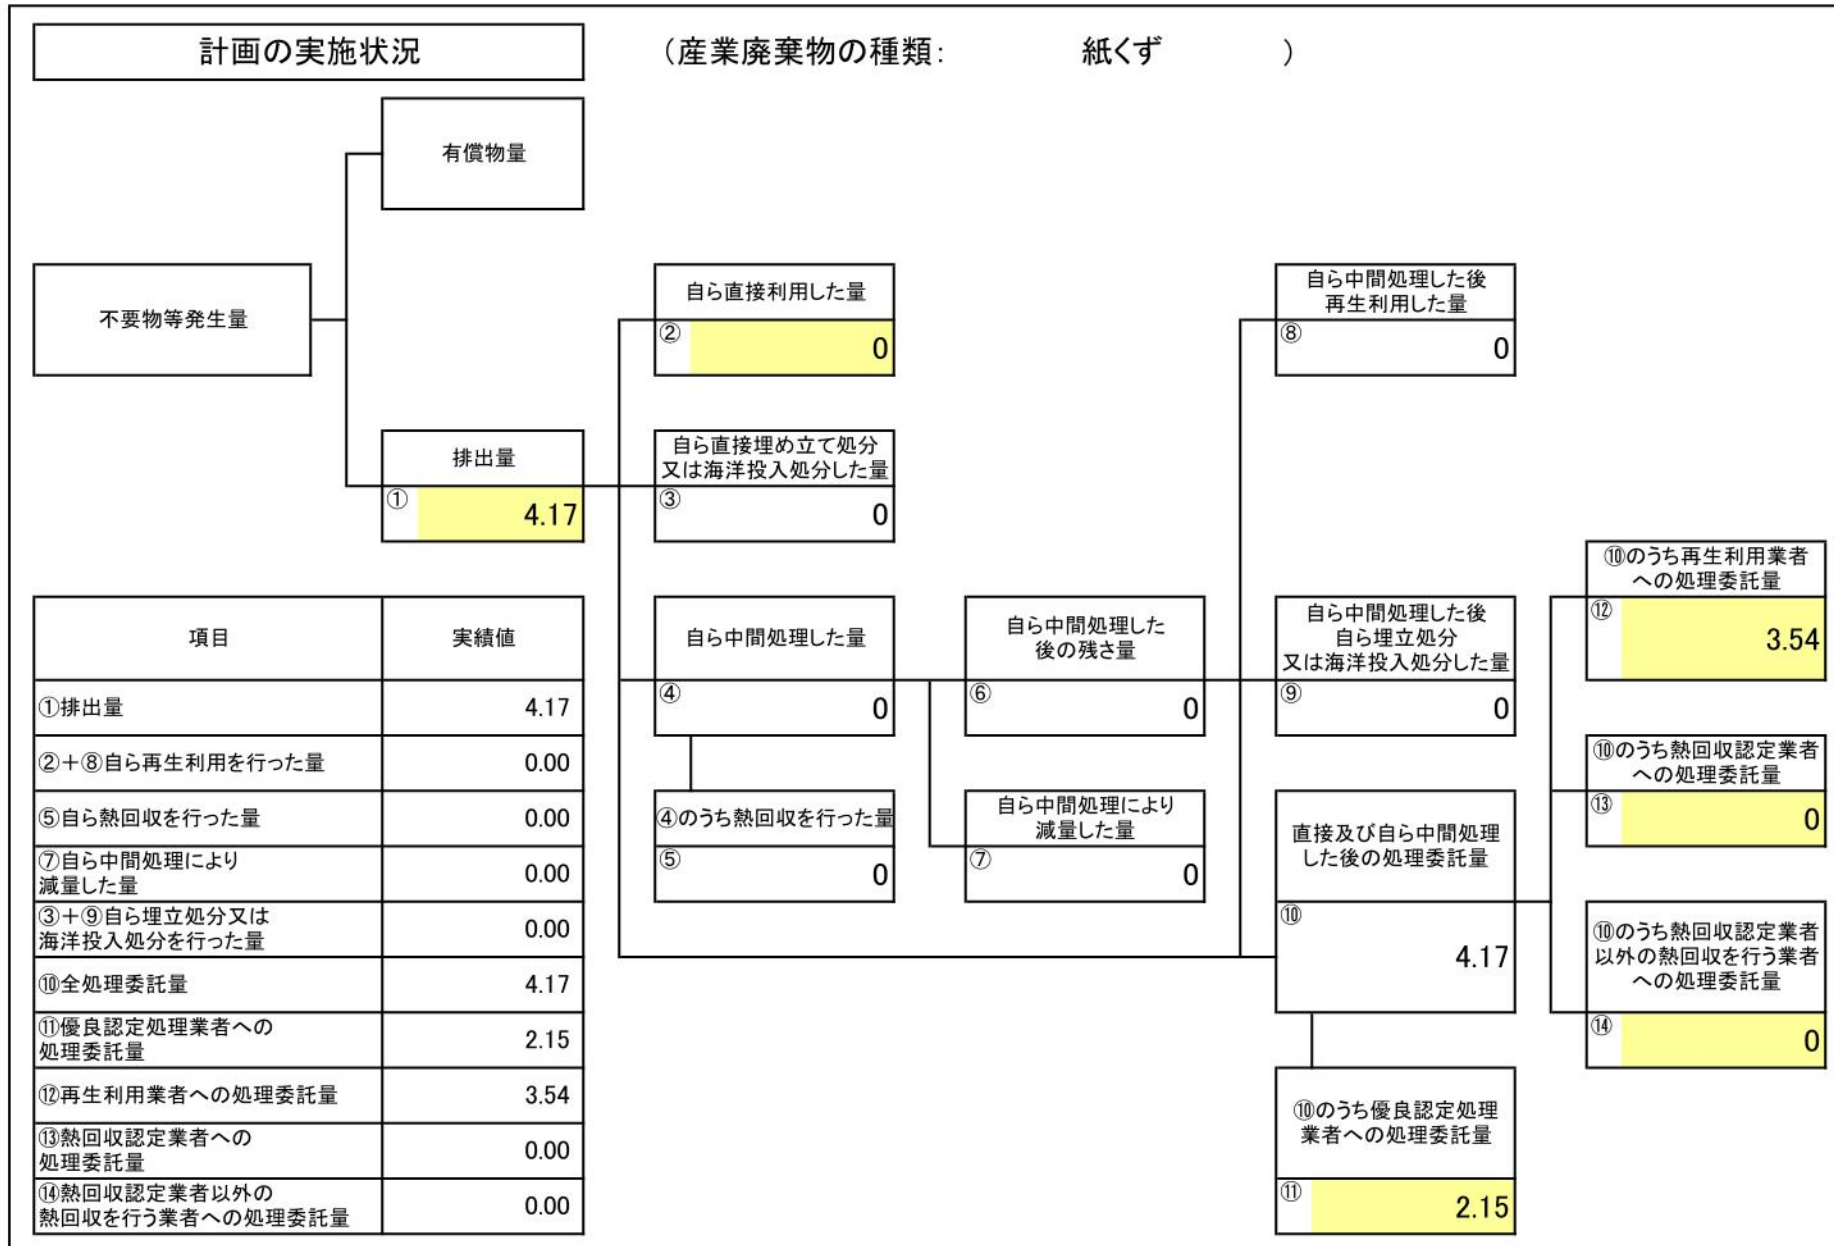 計画の実施状況
（産業廃棄物の種類： 紙くず ）
有償物量
不要物等発生量
自ら直接利用した量
② 0
自ら中間処理した後
再生利用した量
⑧ 0
排出量
① 4.17
自ら直接埋め立て処分
又は海洋投入処分した量
③ 0
⑩のうち再生利用業者
への処理委託量
⑫ 3.54
自ら中間処理した量
④ 0
自ら中間処理した
後の残さ量
⑥ 0
自ら中間処理した後
自ら埋立処分
又は海洋投入処分した量
⑨ 0
⑩のうち熱回収認定業者
への処理委託量
⑬ 0
④のうち熱回収を行った量
⑤ 0
自ら中間処理により
減量した量
⑦ 0
直接及び自ら中間処理
した後の処理委託量
⑩ 4.17
⑩のうち熱回収認定業者
以外の熱回収を行う業者
への処理委託量
⑭ 0
⑩のうち優良認定処理
業者への処理委託量
⑪ 2.15
項目 実績値
①排出量 4.17
②＋⑧自ら再生利用を行った量 0.00
⑤自ら熱回収を行った量 0.00
⑦自ら中間処理により
減量した量 0.00
③＋⑨自ら埋立処分又は
海洋投入処分を行った量 0.00
⑩全処理委託量 4.17
⑪優良認定処理業者への
処理委託量 2.15
⑫再生利用業者への処理委託量 3.54
⑬熱回収認定業者への
処理委託量 0.00
⑭熱回収認定業者以外の
熱回収を行う業者への処理委託量 0.00